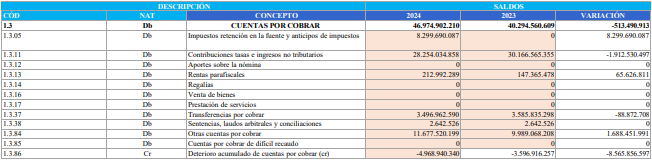 DESCRIPCIÓN SALDOS
CÓD NAT CONCEPTO 2024 2023 VARIACIÓN
1.3 Db CUENTAS POR COBRAR 46.974.902.210 40.294.560.609 -513.490.913
1.3.05 Db Impuestos retención en la fuente y anticipos de impuestos 8.299.690.087 0 8.299.690.087
1.3.11 Db Contribuciones tasas e ingresos no tributarios 28.254.034.858 30.166.565.355 -1.912.530.497
1.3.12 Db Aportes sobre la nómina 0 0 0
1.3.13 Db Rentas parafiscales 212.992.289 147.365.478 65.626.811
1.3.14 Db Regalías 0 0 0
1.3.16 Db Venta de bienes 0 0 0
1.3.17 Db Prestación de servicios 0 0 0
1.3.37 Db Transferencias por cobrar 3.496.962.590 3.585.835.298 -88.872.708
1.3.38 Db Sentencias, laudos arbitrales y conciliaciones 2.642.526 2.642.526 0
1.3.84 Db Otras cuentas por cobrar 11.677.520.199 9.989.068.208 1.688.451.991
1.3.85 Db Cuentas por cobrar de difícil recaudo 0 0 0
1.3.86 Cr Deterioro acumulado de cuentas por cobrar (cr) -4.968.940.340 -3.596.916.257 -8.565.856.597